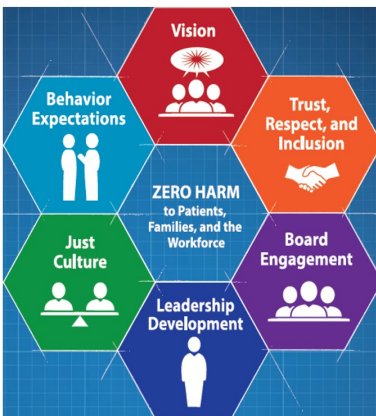 Vision
Behavior
Expectations
Trust,
Respect, and
Inclusion
ZERO HARM
to Patients,
Families, and the
Workforce
Just
Culture
Board
Engagement
Leadership
Development